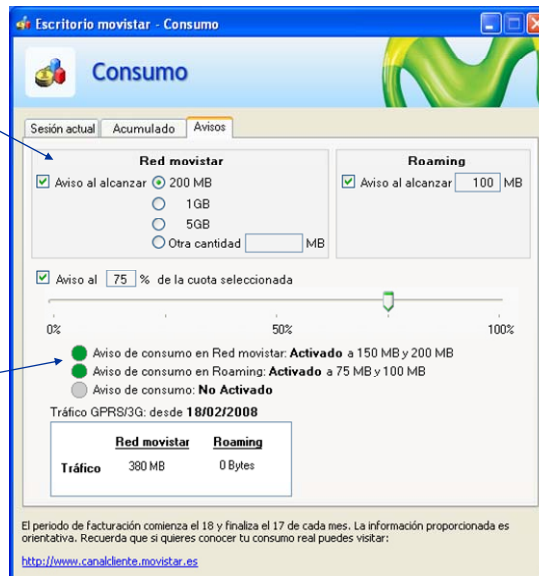 Escritorio movistar - Consumo
Consumo
Sesión actual Acumulado Avisos
Red movistar
Aviso al alcanzar 200 MB
1GB
5GB
Otra cantidad MB
Roaming
Aviso al alcanzar 100 MB
Aviso al 75 % de la cuota seleccionada
0% 50% 100%
Aviso de consumo en Red movistar: Activado a 150 MB y 200 MB
Aviso de consumo en Roaming: Activado a 75 MB y 100 MB
Aviso de consumo: No Activado
Tráfico GPRS/3G: desde 18/02/2008
Red movistar Roaming
Tráfico 380 MB 0 Bytes
El periodo de facturación comienza el 18 y finaliza el 17 de cada mes. La información proporcionada es
orientativa. Recuerda que si quieres conocer tu consumo real puedes visitar:
http://www.canalcliente.movistar.es